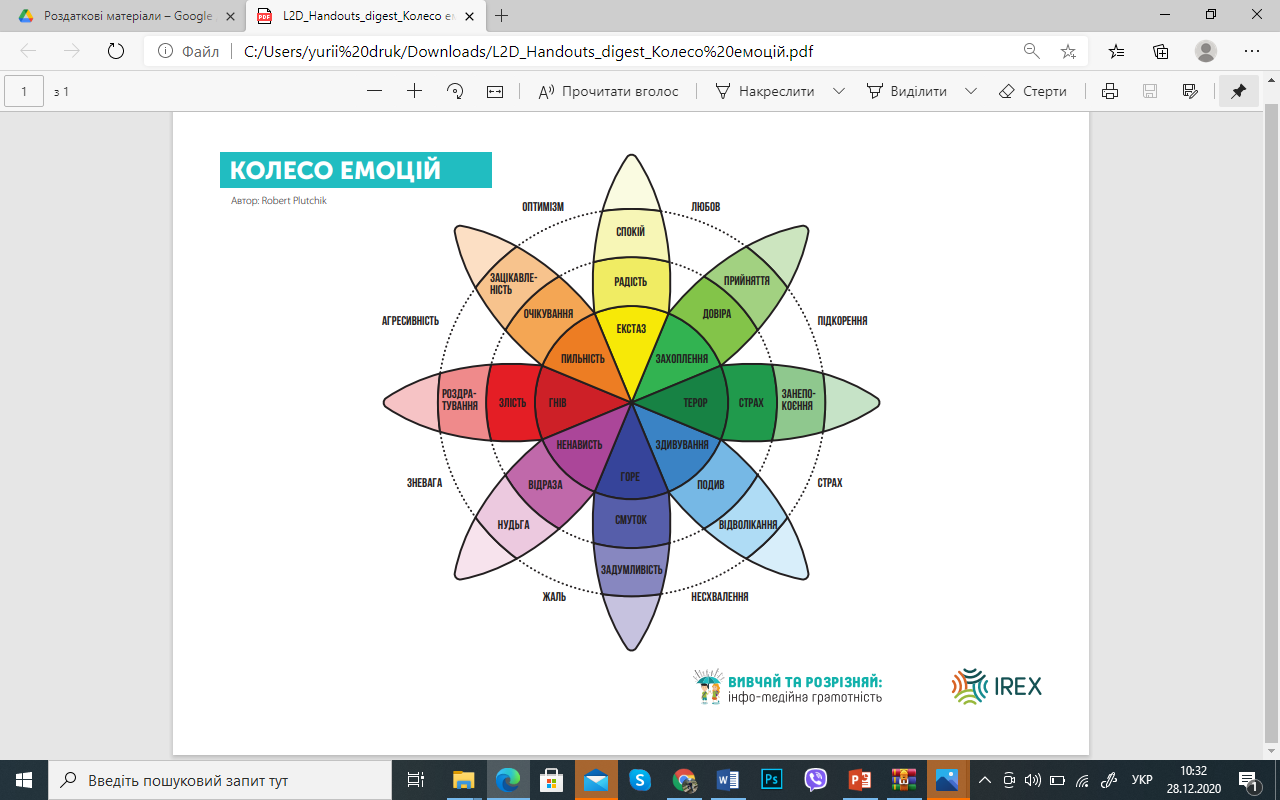 Роздаткові матеріали – Google
L2D_Handouts_digest_Колесо ем
Файл
C:/Users/yurii%20druk/Downloads/L2D_Handouts_digest_Колесо%20емоцій.pdf
1
з 1
Прочитати вголос
Накреслити
Виділити
Стерти
КОЛЕСО ЕМОЦІЙ
Автор: Robert Plutchik
ОПТИМІЗМ
ЛЮБОВ
СПОКІЙ
ЗАЦІКАВЛЕ-
НІСТЬ
РАДІСТЬ
ПРИЙНЯТТЯ
ОЧІКУВАННЯ
ДОВІРА
АГРЕСИВНІСТЬ
ЕКСТАЗ
ПІДКОРЕННЯ
ПИЛЬНІСТЬ
ЗАХОПЛЕННЯ
РОЗДРА-
ТУВАННЯ
ЗЛІСТЬ
ГНІВ
ТЕРОР
СТРАХ
ЗАНЕПО-
КОЄННЯ
НЕНАВИСТЬ
ЗДИВУВАННЯ
ЗНЕВАГА
ВІДРАЗА
ГОРЕ
ПОДИВ
СТРАХ
НУДЬГА
СМУТОК
ВІДВОЛІКАННЯ
ЗАДУМЛИВІСТЬ
ЖАЛЬ
НЕСХВАЛЕННЯ
ВИВЧАЙ ТА РОЗРІЗНЯЙ:
інфо-медійна грамотність
IREX
Введіть пошуковий запит тут
УКР
10:32
28.12.2020
1